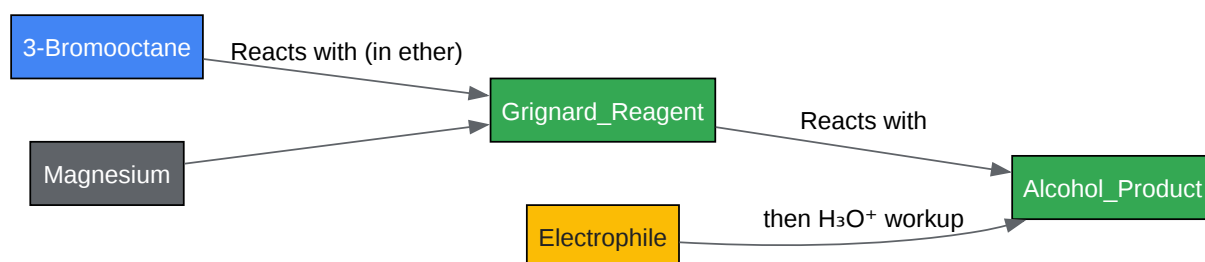 3-Bromooctane
Reacts with (in ether)
Magnesium
Grignard_Reagent
Reacts with
Electrophile
then H₃O⁺ workup
Alcohol_Product